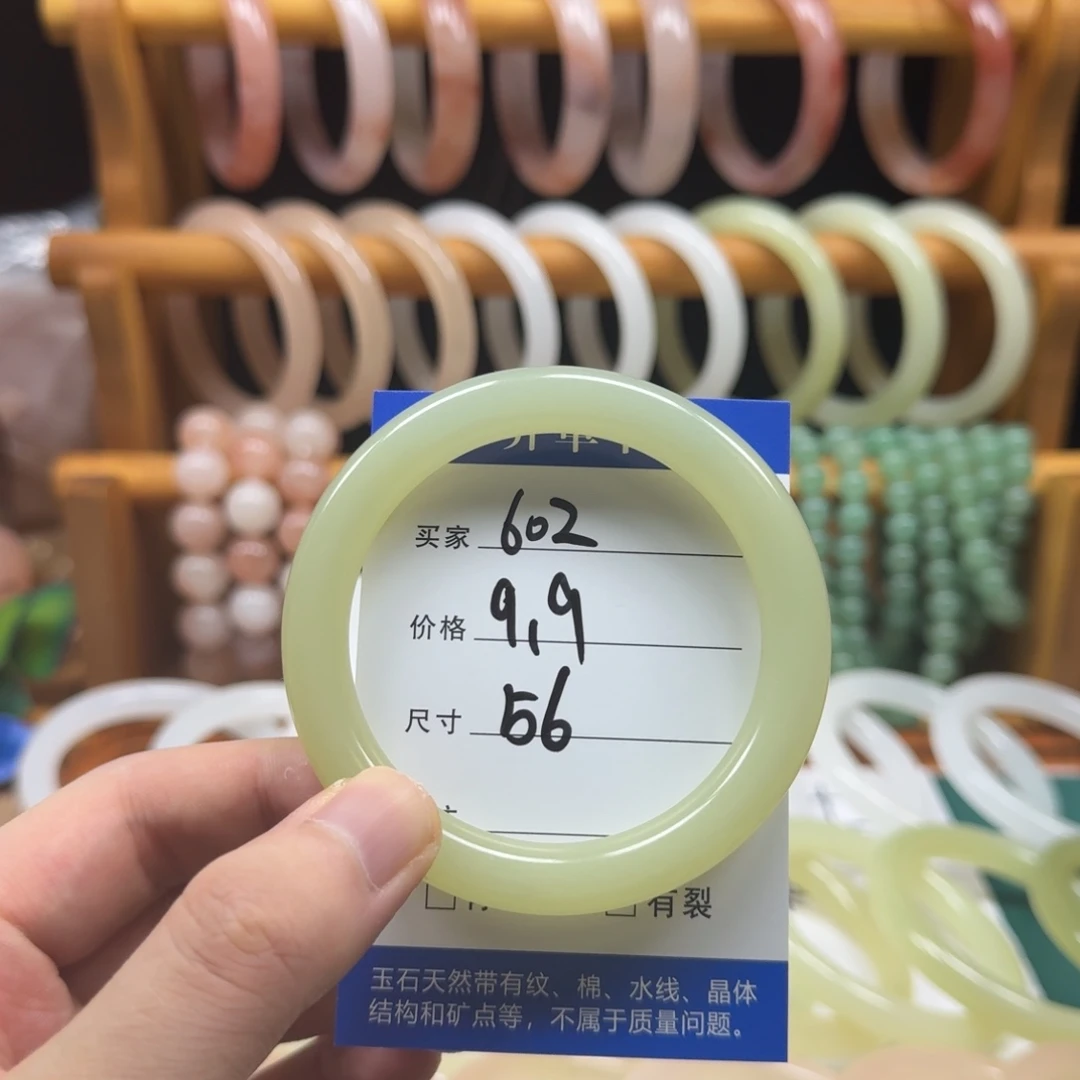 买家 602
价格 9,9
尺寸 56
有裂
玉石天然带有纹、棉、水线、晶体
结构和矿点等，不属于质量问题。